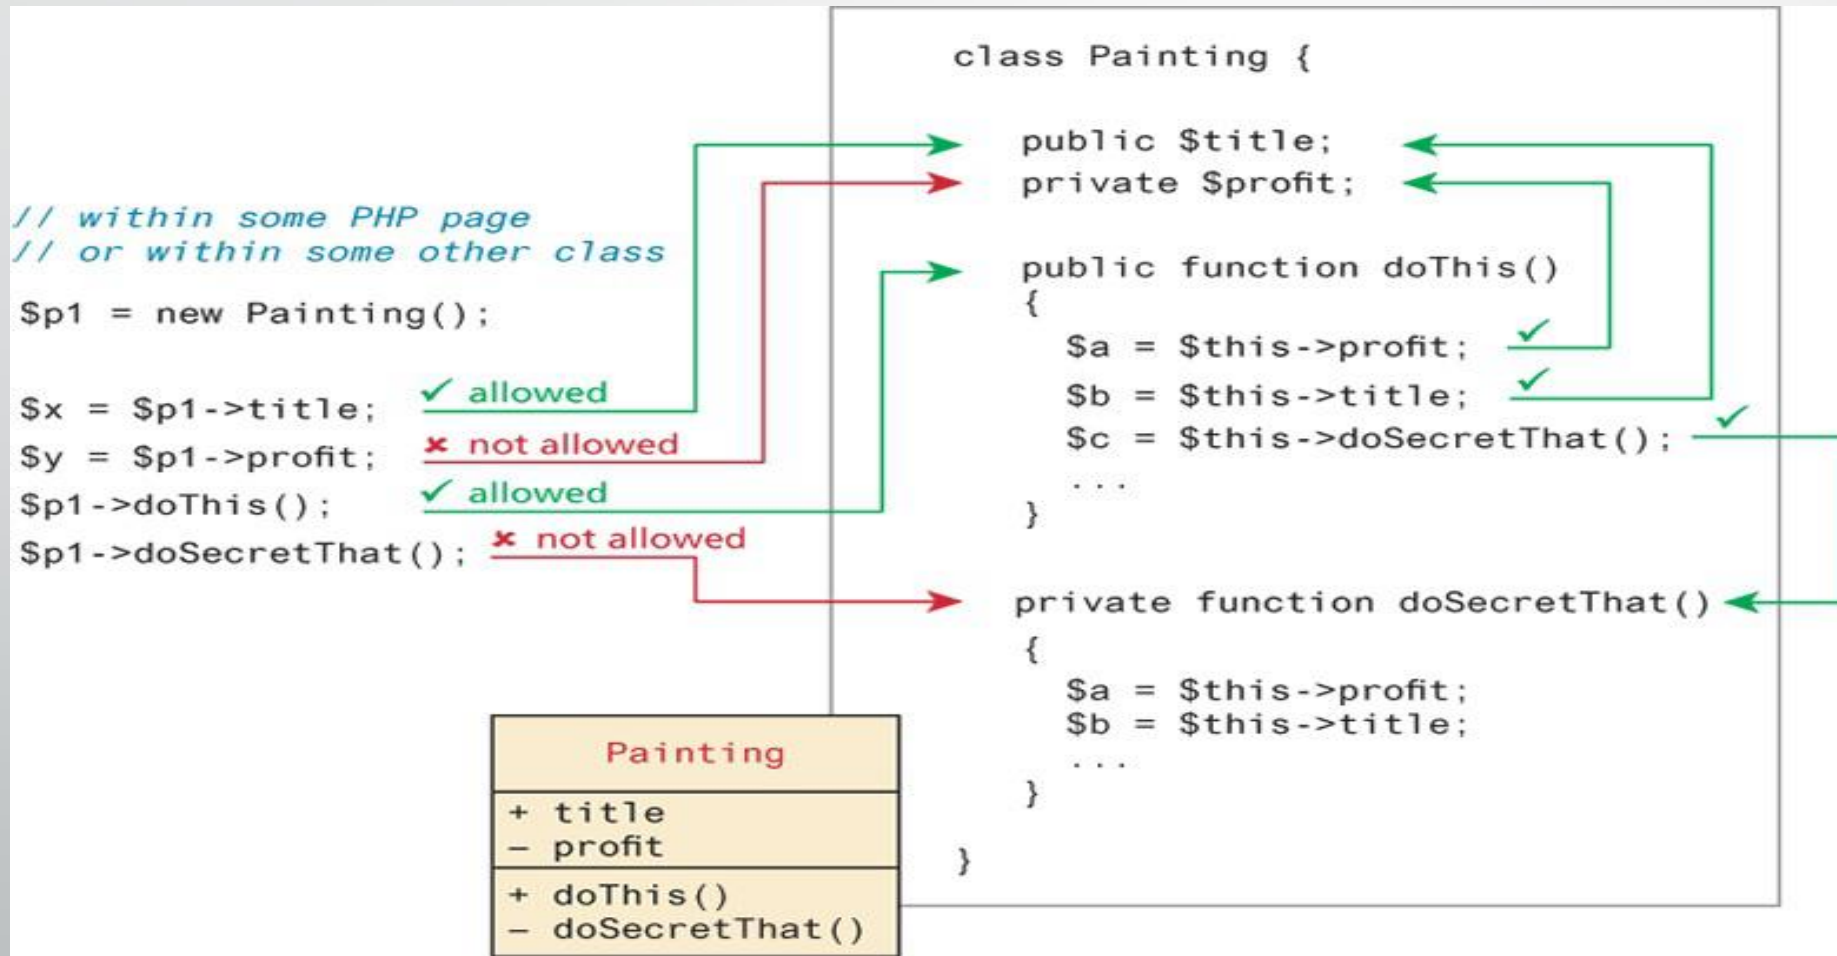 // within some PHP page
// or within some other class
$p1 = new Painting();
$x = $p1->title;
✓ allowed
$y = $p1->profit;
✗ not allowed
$p1->doThis();
✓ allowed
$p1->doSecretThat();
✗ not allowed
class Painting {
public $title;
private $profit;
public function doThis()
{
$a = $this->profit; ✓
$b = $this->title; ✓
$c = $this->doSecretThat(); ✓
...
}
private function doSecretThat()
{
$a = $this->profit;
$b = $this->title;
...
}
}
Painting
+ title
– profit
+ doThis()
– doSecretThat()